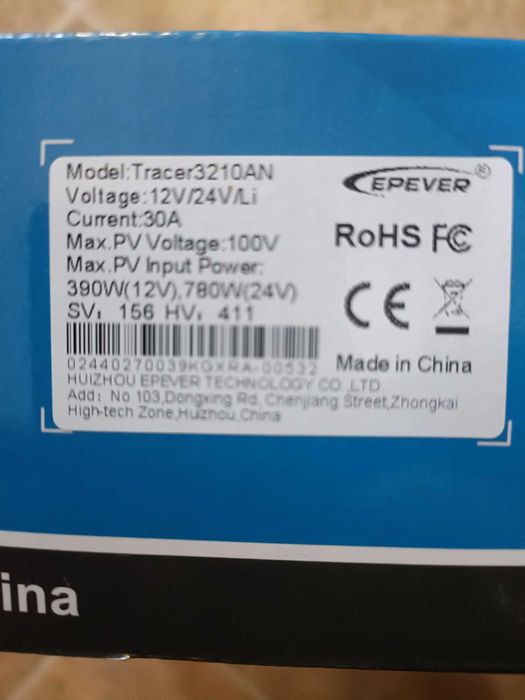 Model:Tracer3210AN
EPEVER®
Voltage:12V/24V/Li
Current:30A
Max.PV Voltage:100V
RoHS FC
Max.PV Input Power:
390W(12V),780W(24V)
CE
SV: 156 HV: 411
02440270039KGXRA-00532
Made in China
HUIZHOU EPEVER TECHNOLOGY CO.,LTD
Add: No 103,Dongxing Rd, Chenjiang Street,Zhongkai
High-tech Zone,Huizhou,China
ina